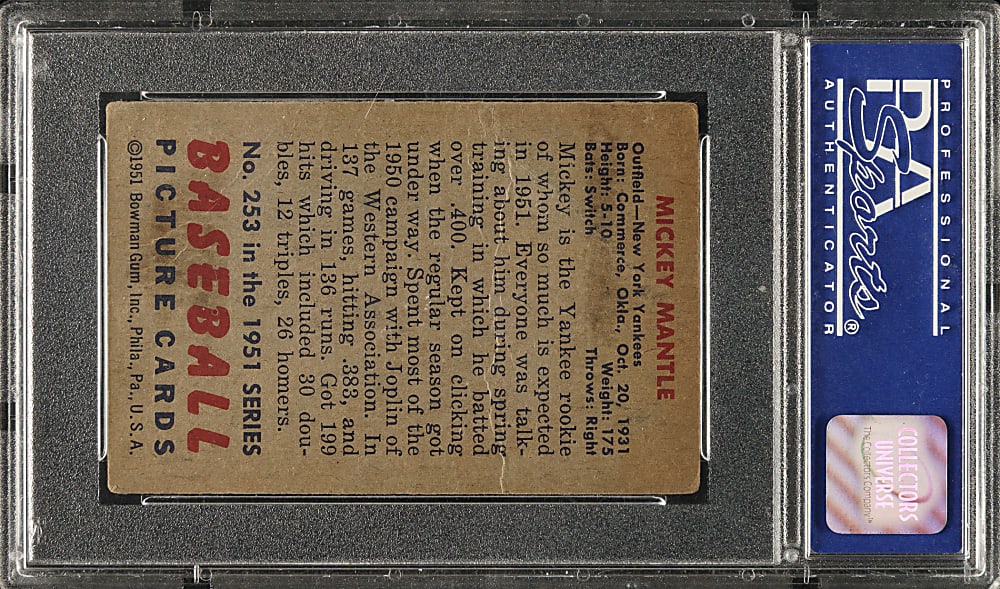 PROFESSIONAL
PSA
Sports®
AUTHENTICATOR
COLLECTORS
UNIVERSE
The Collectors Company™
MICKEY MANTLE
Outfield—New York Yankees
Born: Commerce, Okla., Oct. 20, 1931
Height: 5-10 Weight: 175
Bats: Switch Throws: Right
Mickey is the Yankee rookie
of whom so much is expected
in 1951. Everyone was talk-
ing about him during spring
training in which he batted
over .400. Kept on clicking
when the regular season got
under way. Spent most of the
1950 campaign with Joplin of
the Western Association. In
137 games, hitting .383, and
driving in 136 runs. Got 199
hits which included 30 dou-
bles, 12 triples, 26 homers.
No. 253 in the 1951 SERIES
BASEBALL
PICTURE CARDS
©1951 Bowman Gum, Inc., Phila., Pa., U. S. A.